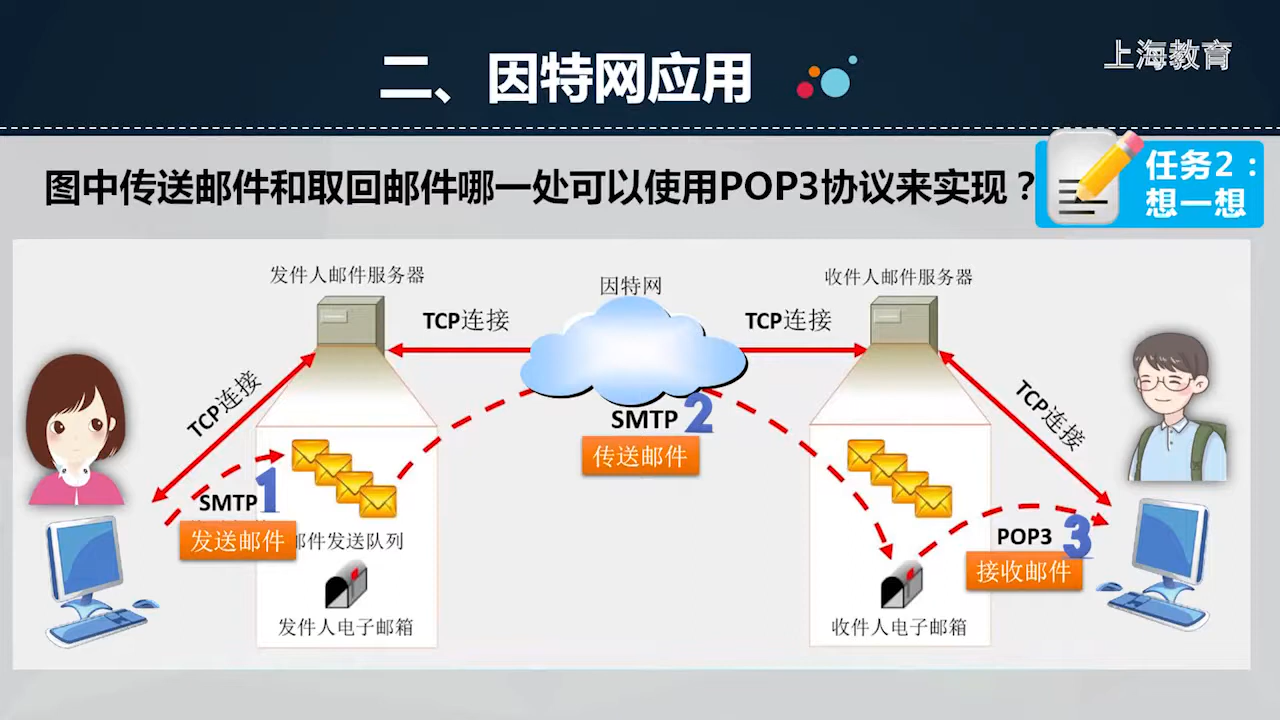 上海教育
二、因特网应用
图中传送邮件和取回邮件哪一处可以使用POP3协议来实现？
任务2：
想一想
发件人邮件服务器
因特网
收件人邮件服务器
TCP连接
TCP连接
TCP连接
TCP连接
SMTP 2
传送邮件
SMTP 1
发送邮件
邮件发送队列
POP3 3
接收邮件
发件人电子邮箱
收件人电子邮箱